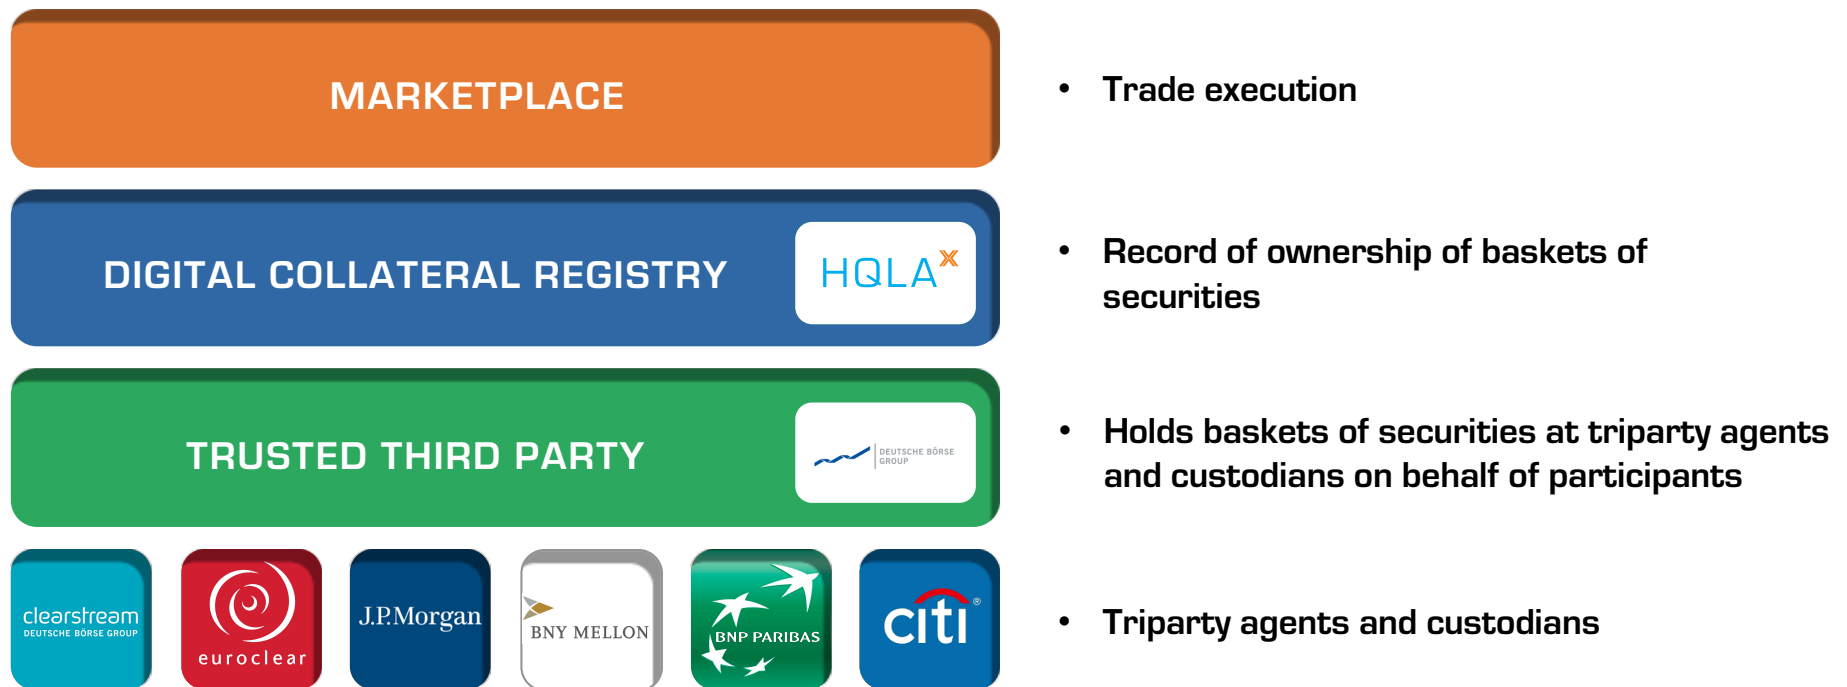 MARKETPLACE
• Trade execution
DIGITAL COLLATERAL REGISTRY
HQLAX
• Record of ownership of baskets of
securities
TRUSTED THIRD PARTY
DEUTSCHE BÖRSE
GROUP
• Holds baskets of securities at triparty agents
and custodians on behalf of participants
clearstream
DEUTSCHE BÖRSE GROUP
euroclear
J.P.Morgan
BNY MELLON
BNP PARIBAS
citi®
• Triparty agents and custodians